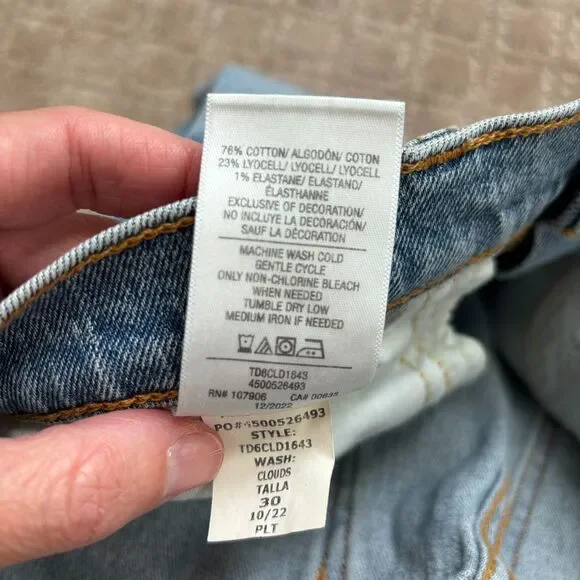 76% COTTON/ ALGODÓN/ COTON
23% LYOCELL/ LYOCELL/ LYOCELL
1% ELASTANE/ ELASTANO/
ÉLASTHANNE
EXCLUSIVE OF DECORATION/
NO INCLUYE LA DECORACIÓN/
SAUF LA DÉCORATION
MACHINE WASH COLD
GENTLE CYCLE
ONLY NON-CHLORINE BLEACH
WHEN NEEDED
TUMBLE DRY LOW
MEDIUM IRON IF NEEDED
TD6CLD1643
4500526493
RN# 107906 CA# 00635
12/2022
PO#4500526493
STYLE:
TD6CLD1643
WASH:
CLOUDS
TALLA
30
10/22
PLT